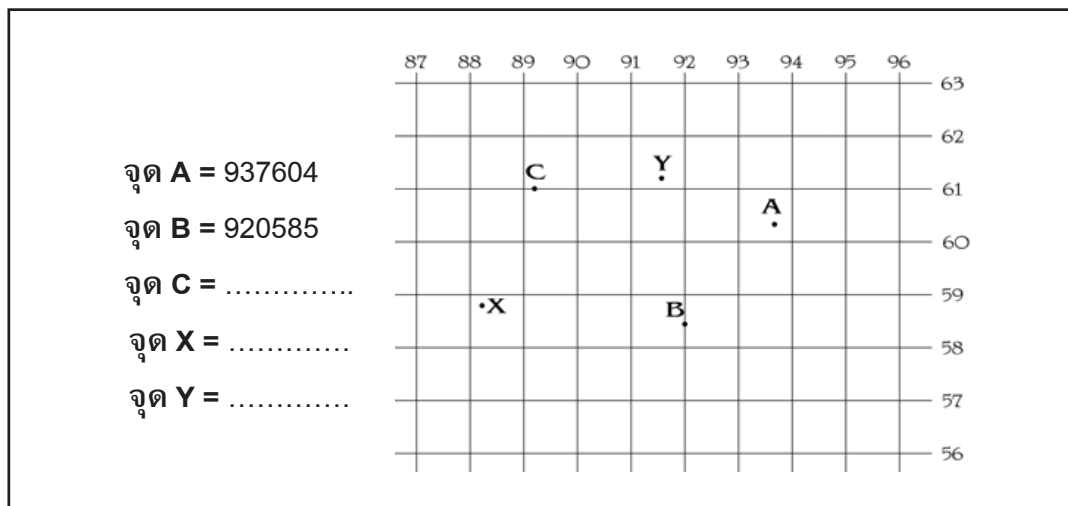 87 88 89 90 91 92 93 94 95 96
63
62
Y
C
จุด A = 937604
61
A
จุด B = 920585
60
จุด C = …………..
59
X
B
จุด X = ………….
58
จุด Y = ………….
57
56